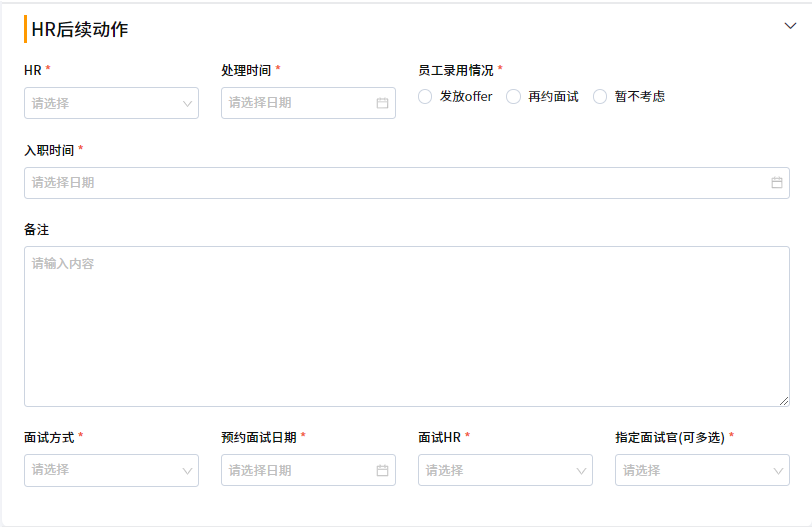 HR后续动作
HR * 处理时间 * 员工录用情况 *
请选择 请选择日期 发放offer 再约面试 暂不考虑
入职时间 *
请选择日期
备注
请输入内容
面试方式 * 预约面试日期 * 面试HR * 指定面试官(可多选) *
请选择 请选择日期 请选择 请选择